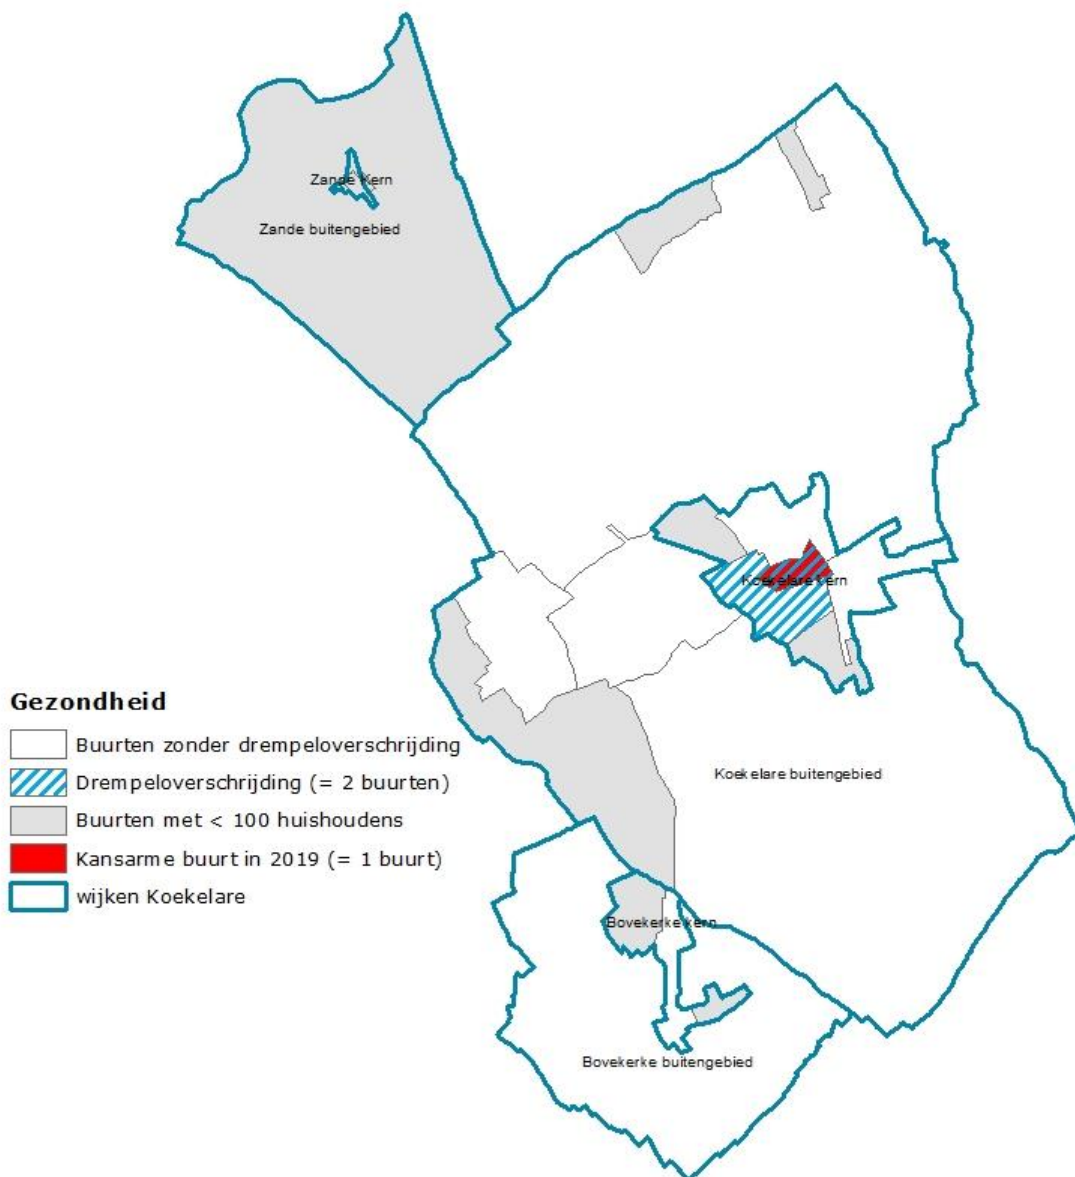 Zande Kern
Zande buitengebied
Koekelare kern
Gezondheid
Buurten zonder drempeloverschrijding
Drempeloverschrijding (= 2 buurten)
Buurten met < 100 huishoudens
Kansarme buurt in 2019 (= 1 buurt)
wijken Koekelare
Koekelare buitengebied
Bovekerke kern
Bovekerke buitengebied